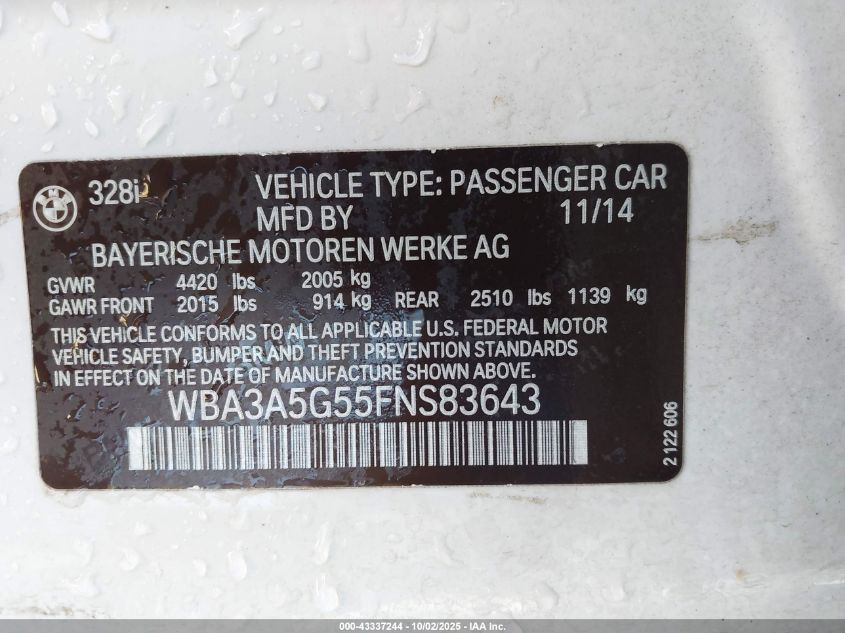 328i VEHICLE TYPE: PASSENGER CAR
MFD BY 11/14
BAYERISCHE MOTOREN WERKE AG
GVWR 4420 lbs 2005 kg
GAWR FRONT 2015 lbs 914 kg REAR 2510 lbs 1139 kg
THIS VEHICLE CONFORMS TO ALL APPLICABLE U.S. FEDERAL MOTOR
VEHICLE SAFETY, BUMPER AND THEFT PREVENTION STANDARDS
IN EFFECT ON THE DATE OF MANUFACTURE SHOWN ABOVE.
WBA3A5G55FNS83643
2 122 606
000-43337244 - 10/02/2025 - IAA Inc.